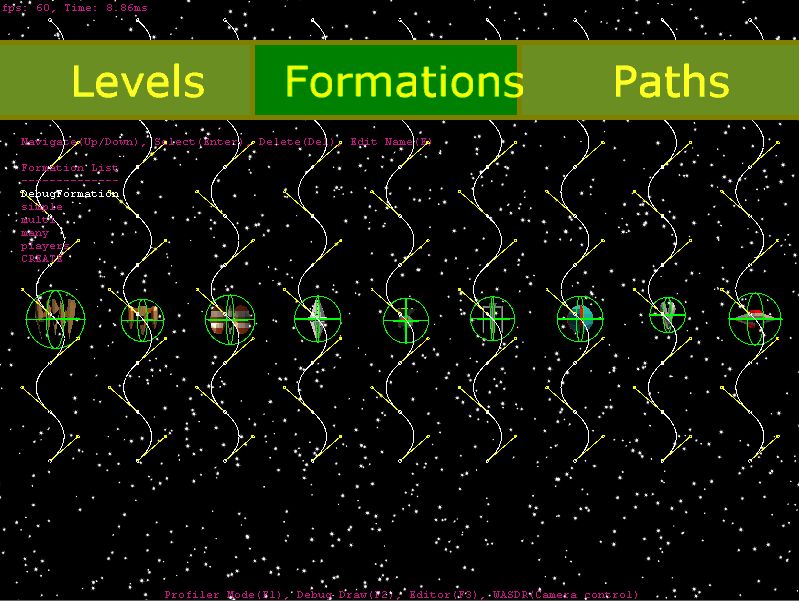 fps: 60, Time: 8.86ms
Levels Formations Paths
Navigate(Up/Down), Select(Enter), Delete(Del), Edit Name(E)
Formation List
--------------
DebugFormation
simple
multi
many
players
CREATE
Profiler Mode(F1), Debug Draw(F2), Editor(F3), WASDR(Camera control)